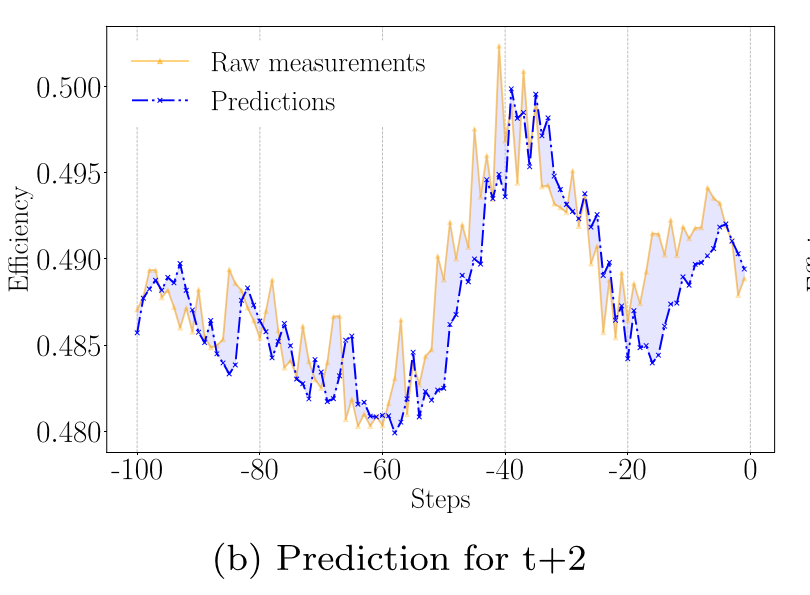 Raw measurements
Predictions
0.500
0.495
0.490
0.485
0.480
Efficiency
-100 -80 -60 -40 -20 0
Steps
(b) Prediction for t+2